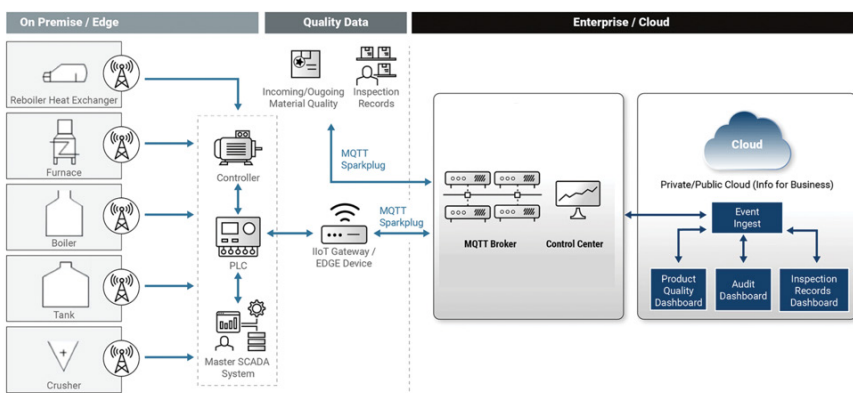 On Premise / Edge
Quality Data
Enterprise / Cloud
Reboiler Heat Exchanger
Furnace
Boiler
Tank
Crusher
Controller
PLC
Master SCADA
System
Incoming/Ougoing
Material Quality
Inspection
Records
MQTT
Sparkplug
MQTT
Sparkplug
IIoT Gateway /
EDGE Device
MQTT Broker
Control Center
Cloud
Private/Public Cloud (Info for Business)
Event
Ingest
Product
Quality
Dashboard
Audit
Dashboard
Inspection
Records
Dashboard